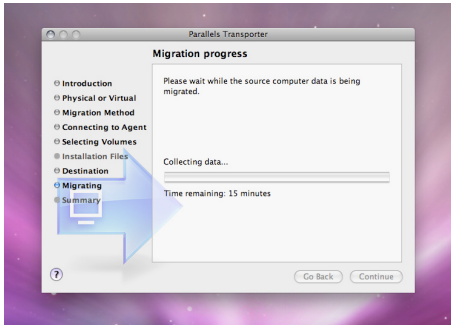 Parallels Transporter
Migration progress
Introduction
Physical or Virtual
Migration Method
Connecting to Agent
Selecting Volumes
Installation Files
Destination
Migrating
Summary
Please wait while the source computer data is being
migrated.
Collecting data...
Time remaining: 15 minutes
?
Go Back
Continue